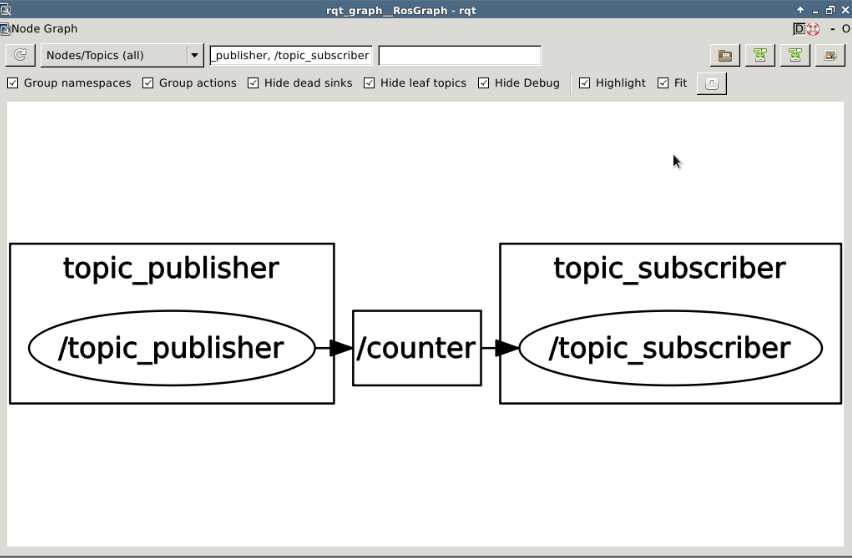 rqt_graph__RosGraph - rqt
Node Graph
D - O
Nodes/Topics (all) _publisher, /topic_subscriber
Group namespaces Group actions Hide dead sinks Hide leaf topics Hide Debug Highlight Fit
topic_publisher topic_subscriber
/topic_publisher /counter /topic_subscriber